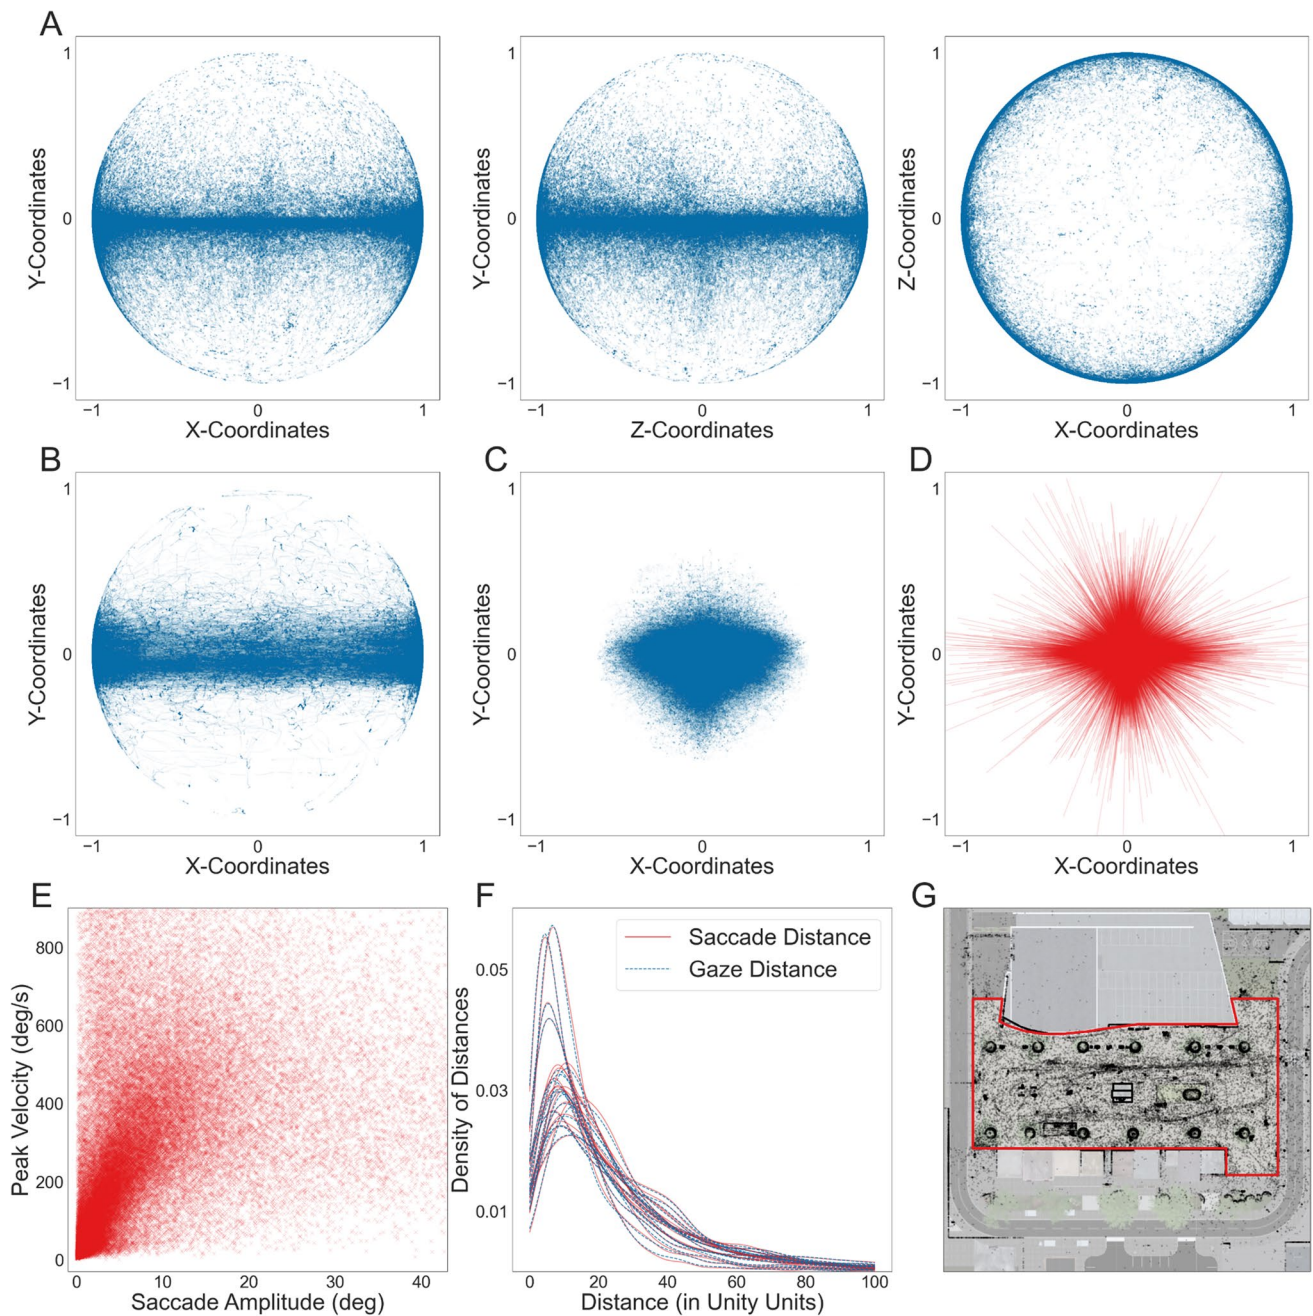 A
1
0
−1
Y-Coordinates
−1
0
1
X-Coordinates
1
0
−1
Y-Coordinates
−1
0
1
Z-Coordinates
1
0
−1
Z-Coordinates
−1
0
1
X-Coordinates
B
1
0
−1
Y-Coordinates
−1
0
1
X-Coordinates
C
1
0
−1
Y-Coordinates
−1
0
1
X-Coordinates
D
1
0
−1
Y-Coordinates
−1
0
1
X-Coordinates
E
800
600
400
200
0
Peak Velocity (deg/s)
0
10
20
30
40
Saccade Amplitude (deg)
F
Saccade Distance
Gaze Distance
0.05
0.03
0.01
Density of Distances
0
20
40
60
80
100
Distance (in Unity Units)
G